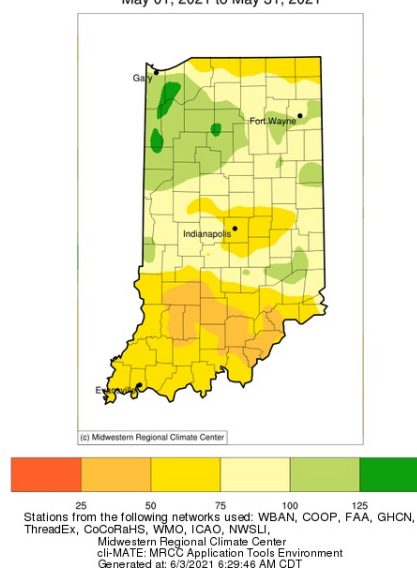 May 01, 2021 to May 31, 2021
Gary
Fort Wayne
Indianapolis
Evansville
(c) Midwestern Regional Climate Center
25 50 75 100 125
Stations from the following networks used: WBAN, COOP, FAA, GHCN,
ThreadEx, CoCoRaHS, WMO, ICAO, NWSLI,
Midwestern Regional Climate Center
cli-MATE: MRCC Application Tools Environment
Generated at: 6/3/2021 6:29:46 AM CDT